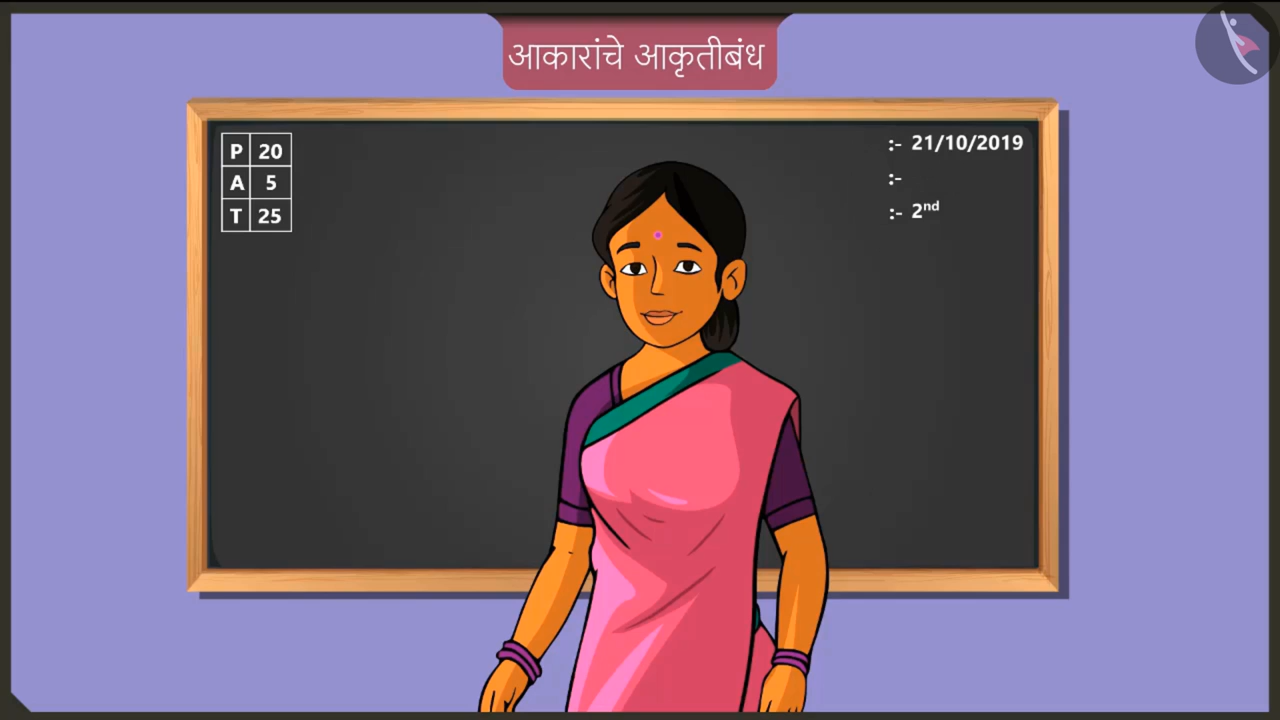 आकारांचे आकृतीबंध
P 20
A 5
T 25
:- 21/10/2019
:-
:- 2nd